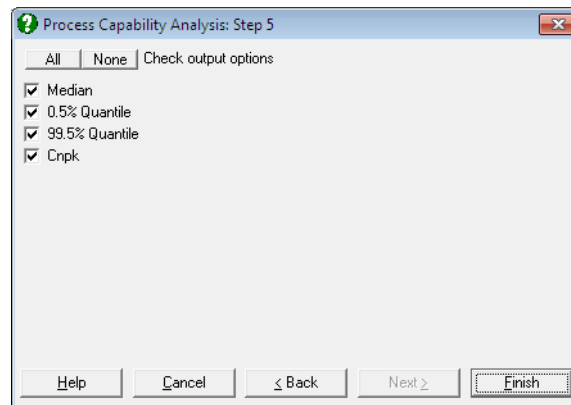 Process Capability Analysis: Step 5
All None Check output options
Median
0.5% Quantile
99.5% Quantile
Cnpk
Help Cancel < Back Next > Finish